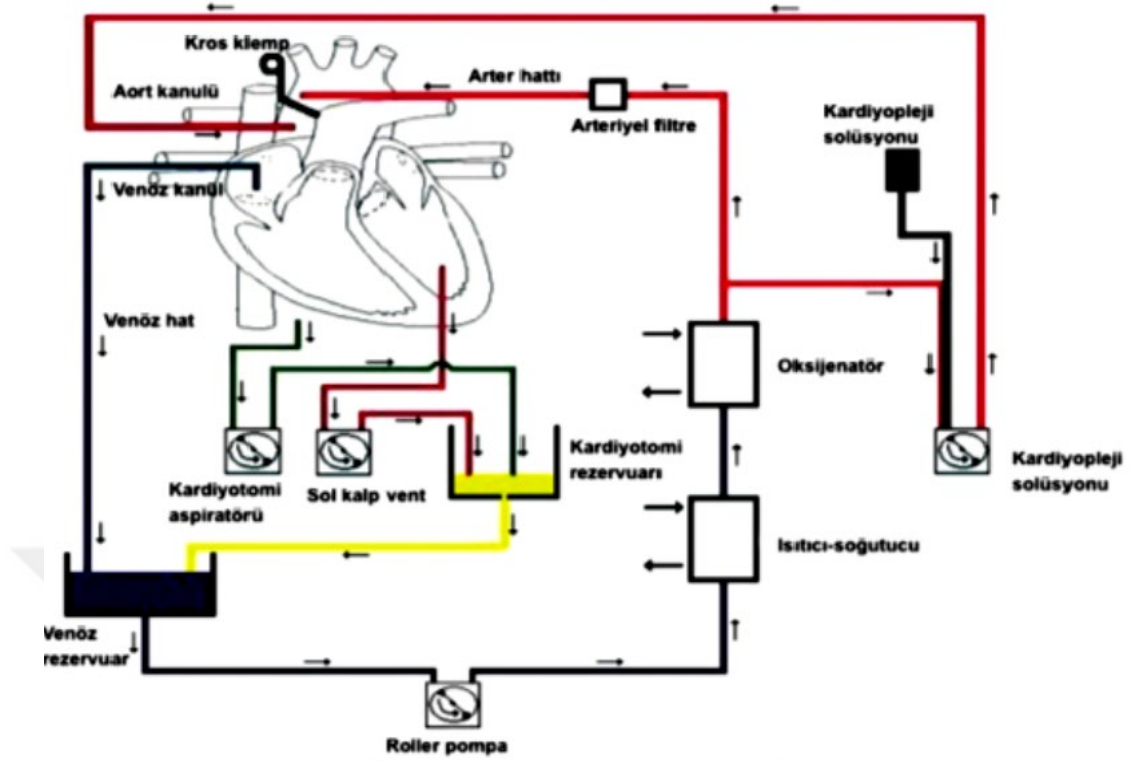 Kros klemp
Aort kanülü
Arter hattı
Arteriyel filtre
Kardiyopleji
solüsyonu
Venöz kanül
Venöz hat
Oksijenatör
Kardiyotomi
rezervuarı
Kardiyopleji
solüsyonu
Kardiyotomi
aspiratörü
Sol kalp vent
Isıtıcı-soğutucu
Venöz
rezervuar
Roller pompa